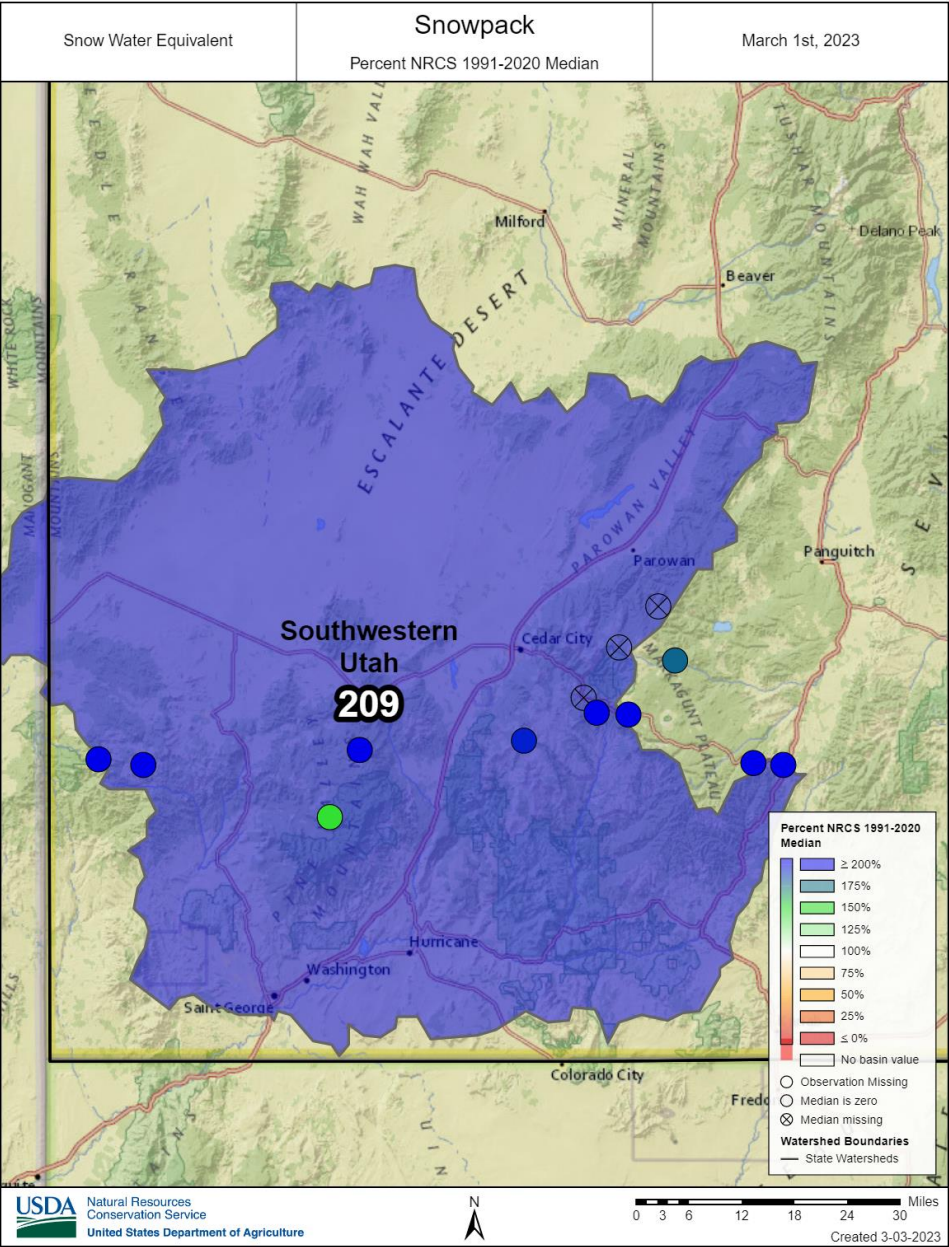 Snow Water Equivalent
Snowpack
Percent NRCS 1991-2020 Median
March 1st, 2023
WAH WAH VALL
MINERAL
MOUNTAINS
TUSHAR MOUNTAINS
Milford
Delano Peak
Beaver
WHITE ROCK
MOUNTAINS
ESCALANTE DESERT
MAHOGANY
MOUNTAINS
PAROWAN VALLEY
Parowan
Panguitch
S E V
Cedar City
Southwestern
Utah
209
MARKAGUNT PLATEAU
PINE VALLEY
MOUNTAINS
Hurricane
Washington
Saint George
Colorado City
Fredo
Percent NRCS 1991-2020
Median
≥ 200%
175%
150%
125%
100%
75%
50%
25%
≤ 0%
No basin value
Observation Missing
Median is zero
Median missing
Watershed Boundaries
State Watersheds
USDA
Natural Resources
Conservation Service
United States Department of Agriculture
N
Miles
0 3 6 12 18 24 30
Created 3-03-2023